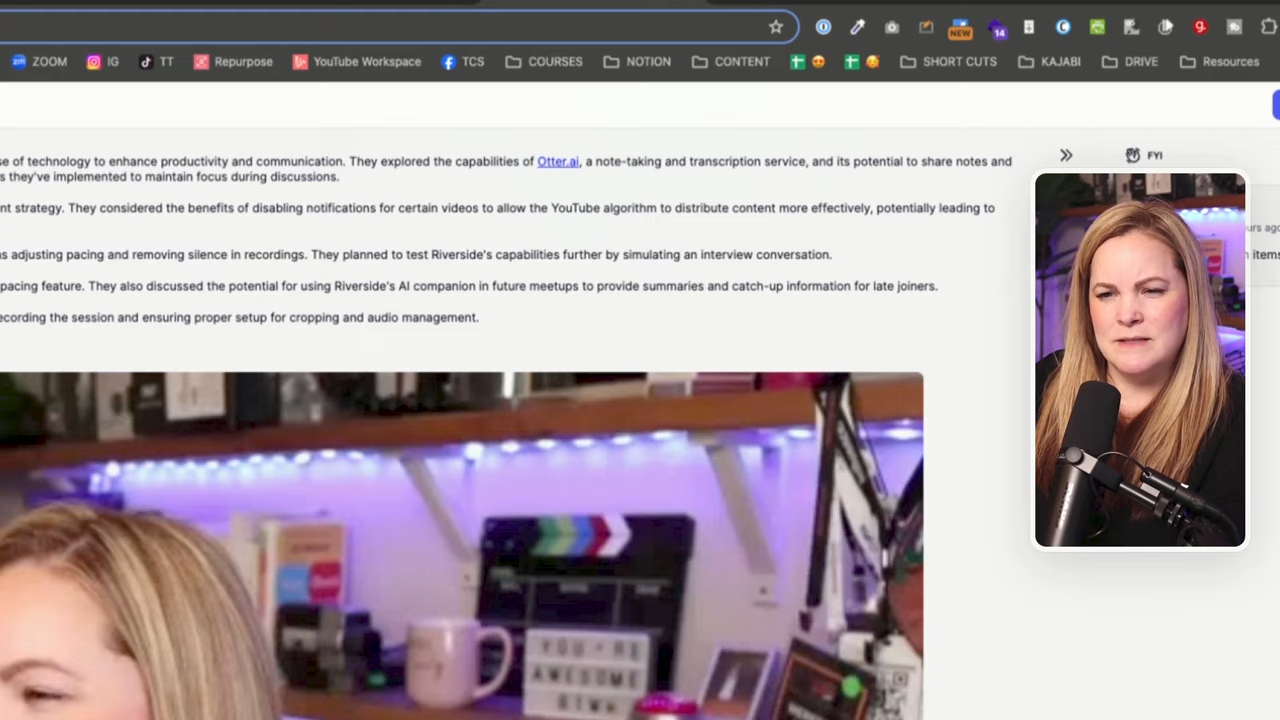 NEW
14
ZOOM IG TT Repurpose YouTube Workspace TCS COURSES NOTION CONTENT SHORT CUTS KAJABI DRIVE Resources
se of technology to enhance productivity and communication. They explored the capabilities of Otter.ai, a note-taking and transcription service, and its potential to share notes and
s they've implemented to maintain focus during discussions.
FYI
nt strategy. They considered the benefits of disabling notifications for certain videos to allow the YouTube algorithm to distribute content more effectively, potentially leading to
urs ago
as adjusting pacing and removing silence in recordings. They planned to test Riverside's capabilities further by simulating an interview conversation.
items
pacing feature. They also discussed the potential for using Riverside's AI companion in future meetups to provide summaries and catch-up information for late joiners.
ecording the session and ensuring proper setup for cropping and audio management.
YOU'RE
AWESOME
BTW